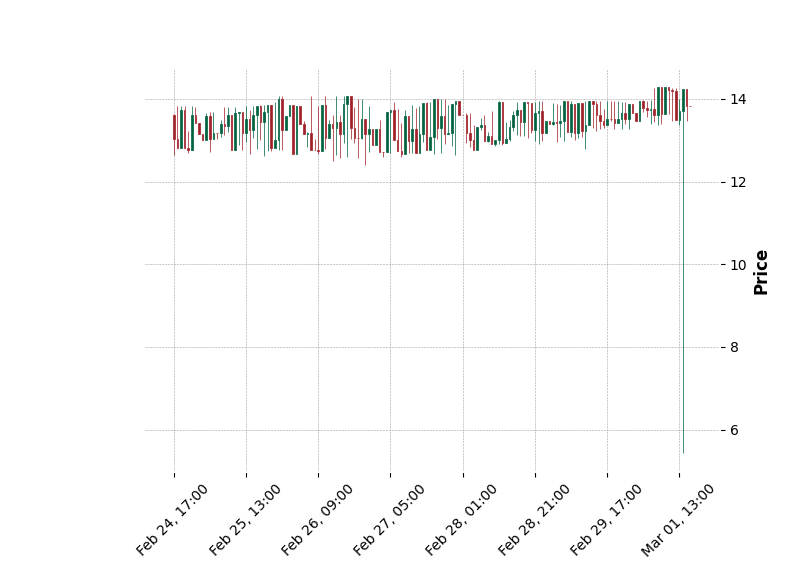 14
12
10
8
6
Price
Feb 24, 17:00
Feb 25, 13:00
Feb 26, 09:00
Feb 27, 05:00
Feb 28, 01:00
Feb 28, 21:00
Feb 29, 17:00
Mar 01, 13:00